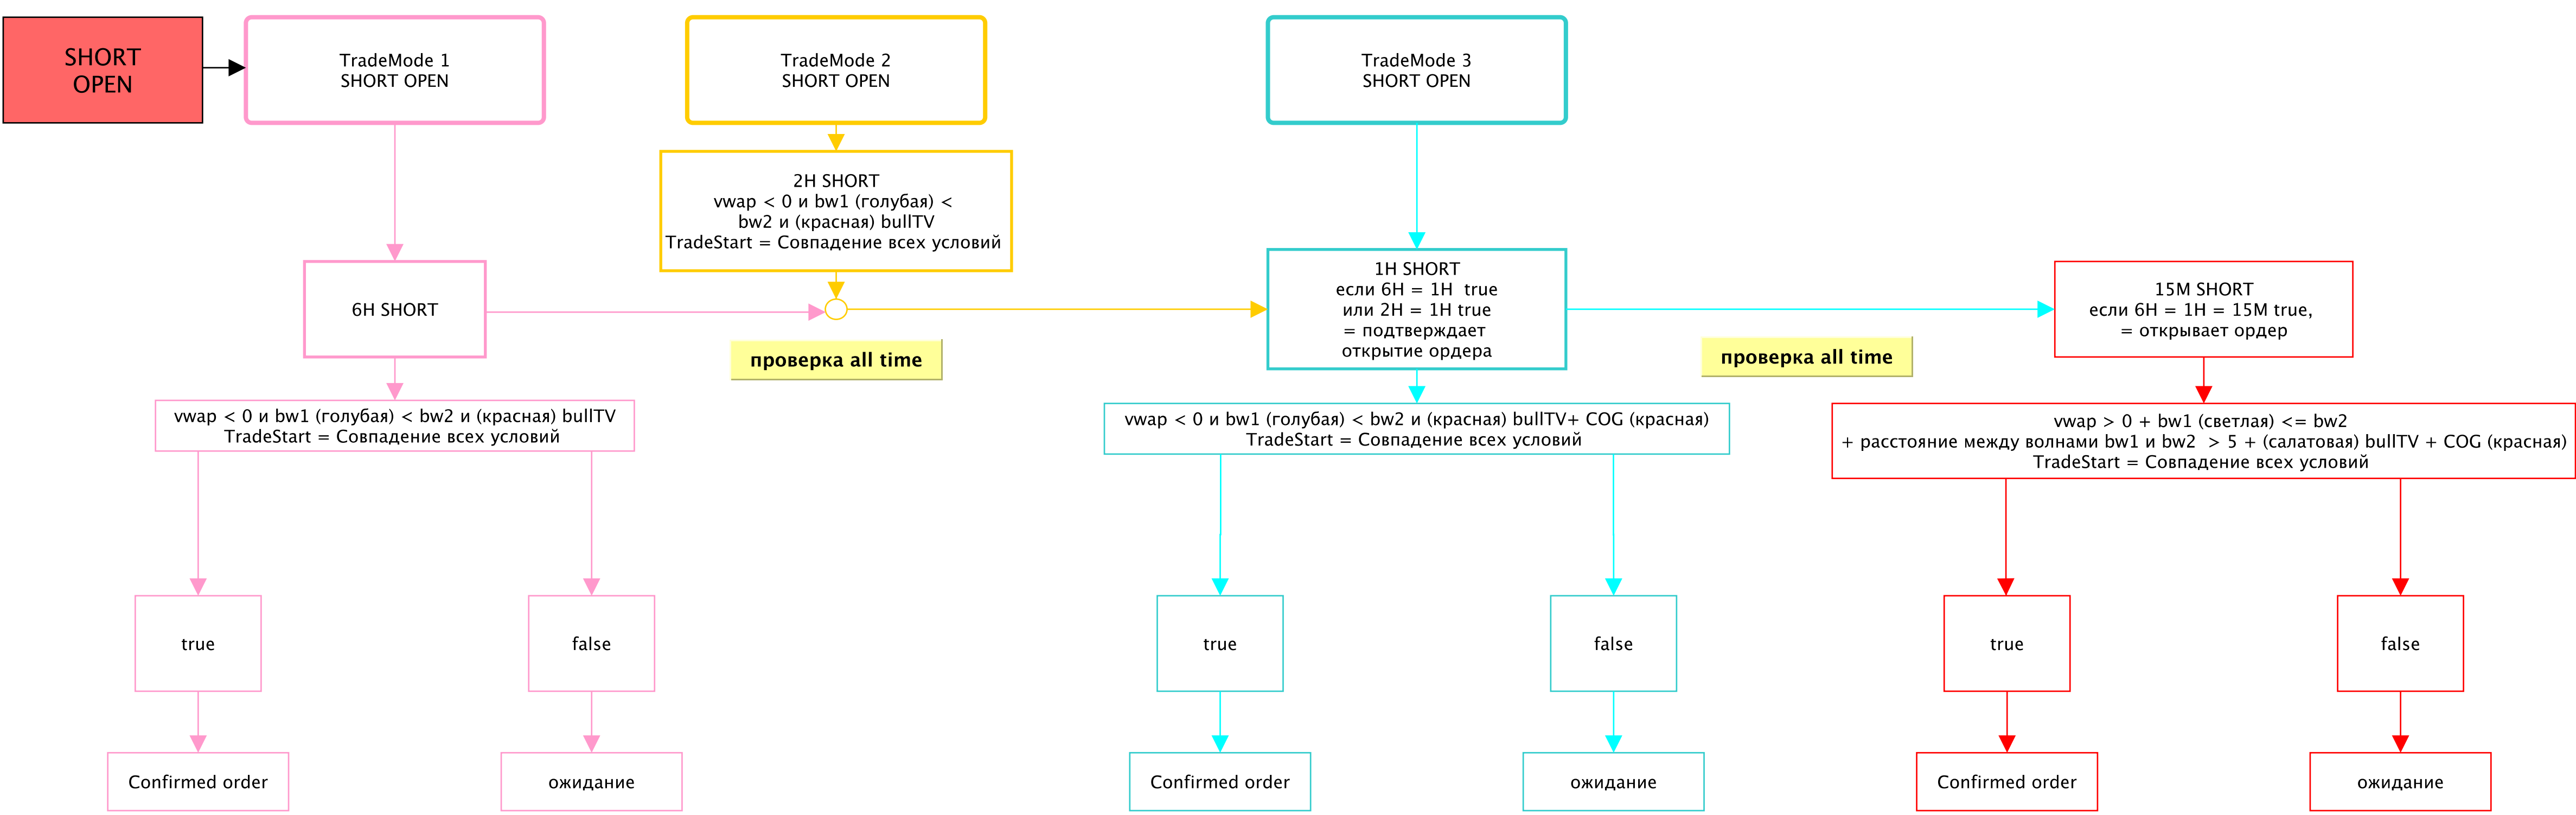 SHORT
OPEN
TradeMode 1
SHORT OPEN
TradeMode 2
SHORT OPEN
TradeMode 3
SHORT OPEN
2H SHORT
vwap < 0 и bw1 (голубая) <
bw2 и (красная) bullTV
TradeStart = Совпадение всех условий
6H SHORT
1H SHORT
если 6H = 1H  true
или 2H = 1H true
= подтверждает
открытие ордера
15M SHORT
если 6H = 1H = 15M true,
= открывает ордер
проверка all time
проверка all time
vwap < 0 и bw1 (голубая) < bw2 и (красная) bullTV
TradeStart = Совпадение всех условий
vwap < 0 и bw1 (голубая) < bw2 и (красная) bullTV+ COG (красная)
TradeStart = Совпадение всех условий
vwap > 0 + bw1 (светлая) <= bw2
+ расстояние между волнами bw1 и bw2  > 5 + (салатовая) bullTV + COG (красная)
TradeStart = Совпадение всех условий
true
false
true
false
true
false
Confirmed order
ожидание
Confirmed order
ожидание
Confirmed order
ожидание